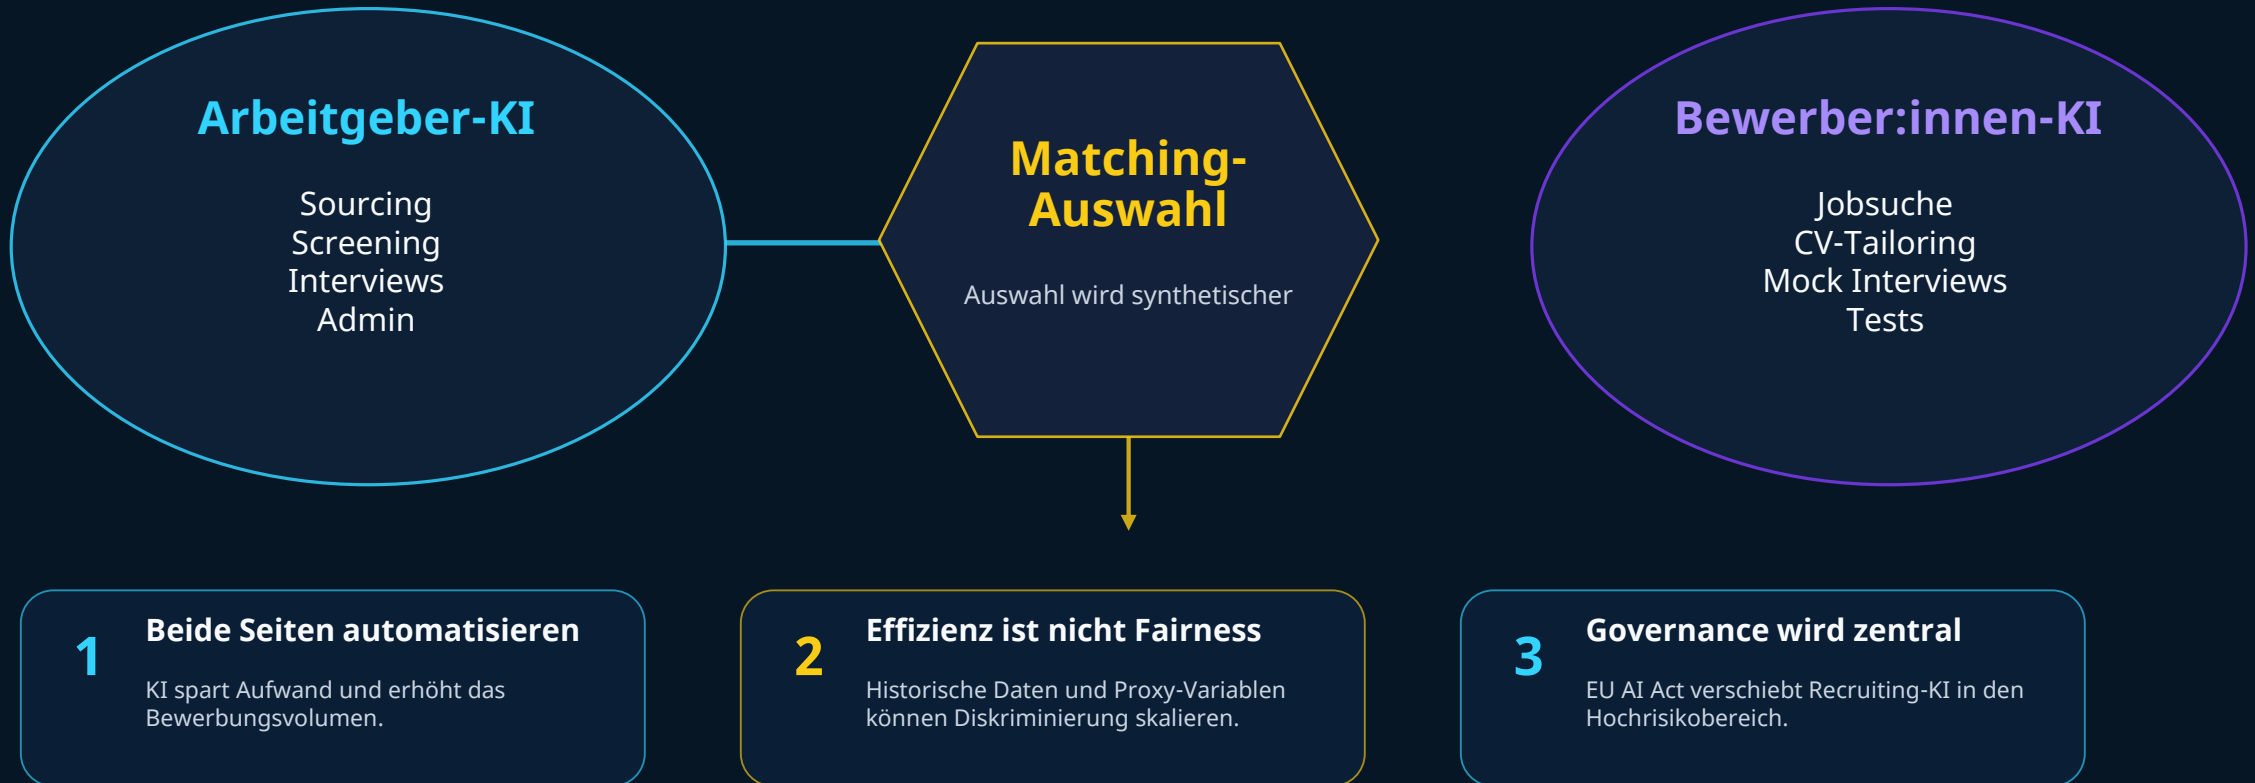 Arbeitgeber-KI
Sourcing
Screening
Interviews
Admin
Matching-
Auswahl
Auswahl wird synthetischer
Bewerber:innen-KI
Jobsuche
CV-Tailoring
Mock Interviews
Tests
1
Beide Seiten automatisieren
KI spart Aufwand und erhöht das
Bewerbungsvolumen.
2
Effizienz ist nicht Fairness
Historische Daten und Proxy-Variablen
können Diskriminierung skalieren.
3
Governance wird zentral
EU AI Act verschiebt Recruiting-KI in den
Hochrisikobereich.